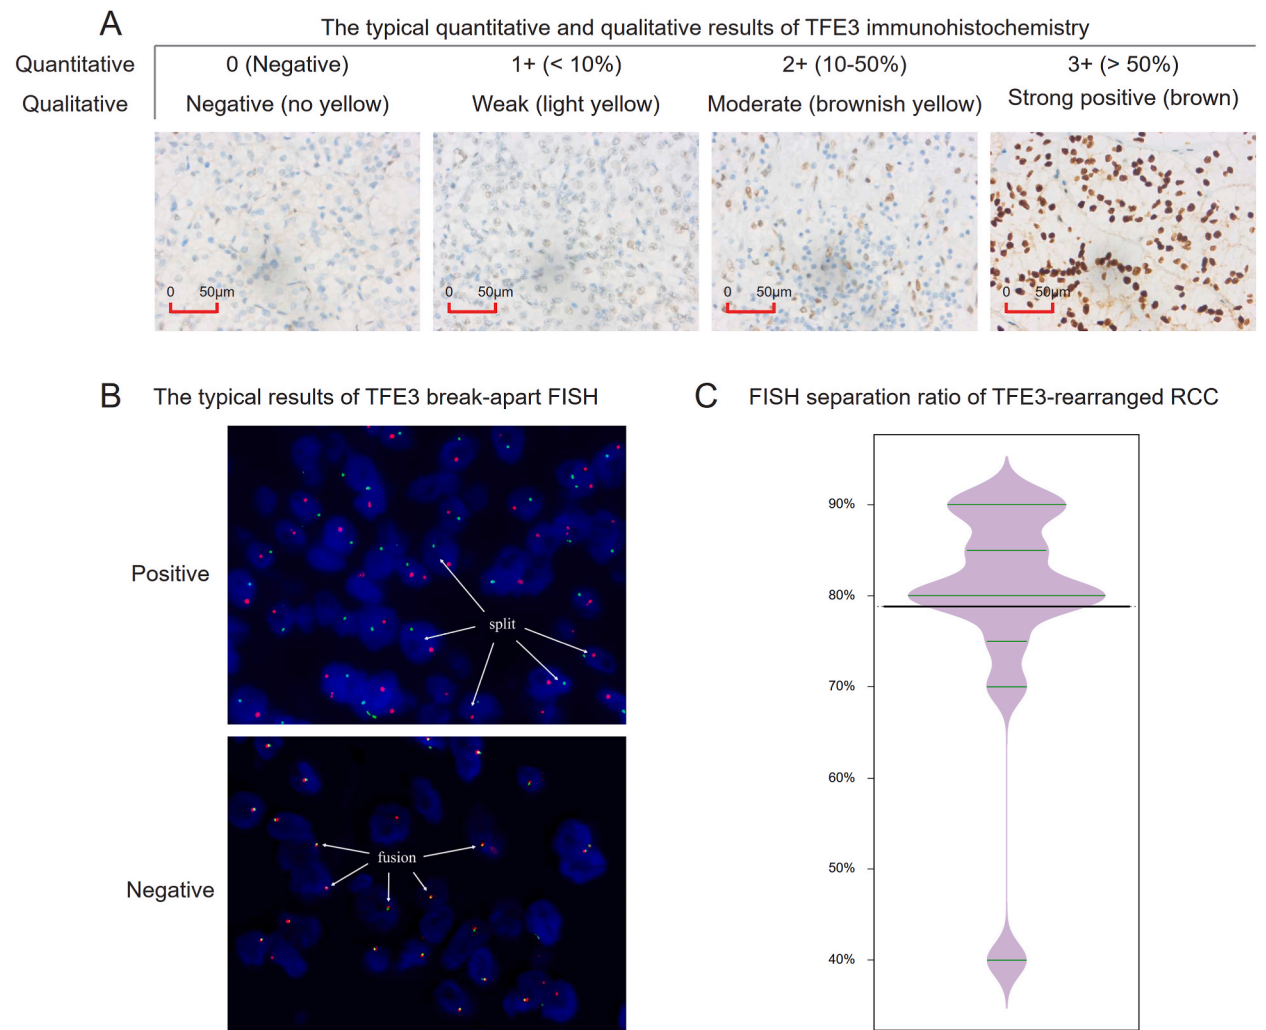 A
The typical quantitative and qualitative results of TFE3 immunohistochemistry
Quantitative 0 (Negative) 1+ (< 10%) 2+ (10-50%) 3+ (> 50%)
Qualitative Negative (no yellow) Weak (light yellow) Moderate (brownish yellow) Strong positive (brown)
0 50μm 0 50μm 0 50μm 0 50μm
B The typical results of TFE3 break-apart FISH
Positive
split
Negative
fusion
C FISH separation ratio of TFE3-rearranged RCC
90%
80%
70%
60%
50%
40%